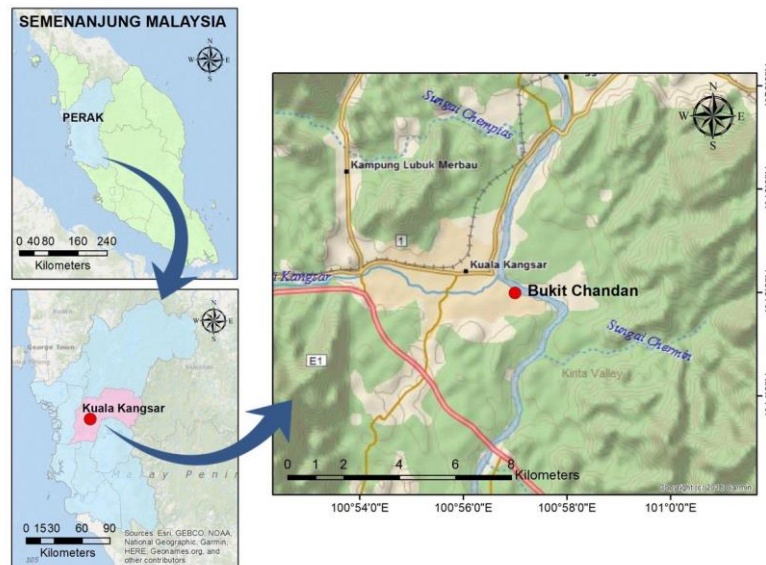 SEMENANJUNG MALAYSIA
N
W E
S
PERAK
0 40 80 160 240
Kilometers
N
W E
S
George Town
Kuala Kangsar
Malay Peni
0 15 30 60 90
Kilometers
Sources: Esri, GEBCO, NOAA,
National Geographic, Garmin,
HERE, Geonames.org, and
other contributors
N
W E
S
Sungai Chempias
Kampung Lubuk Merbau
1
Kuala Kangsar
i Kangsar
Bukit Chandan
Sungai Chermin
E1
Kinta Valley
0 1 2 4 6 8
Kilometers
100°54'0"E 100°56'0"E 100°58'0"E 101°0'0"E